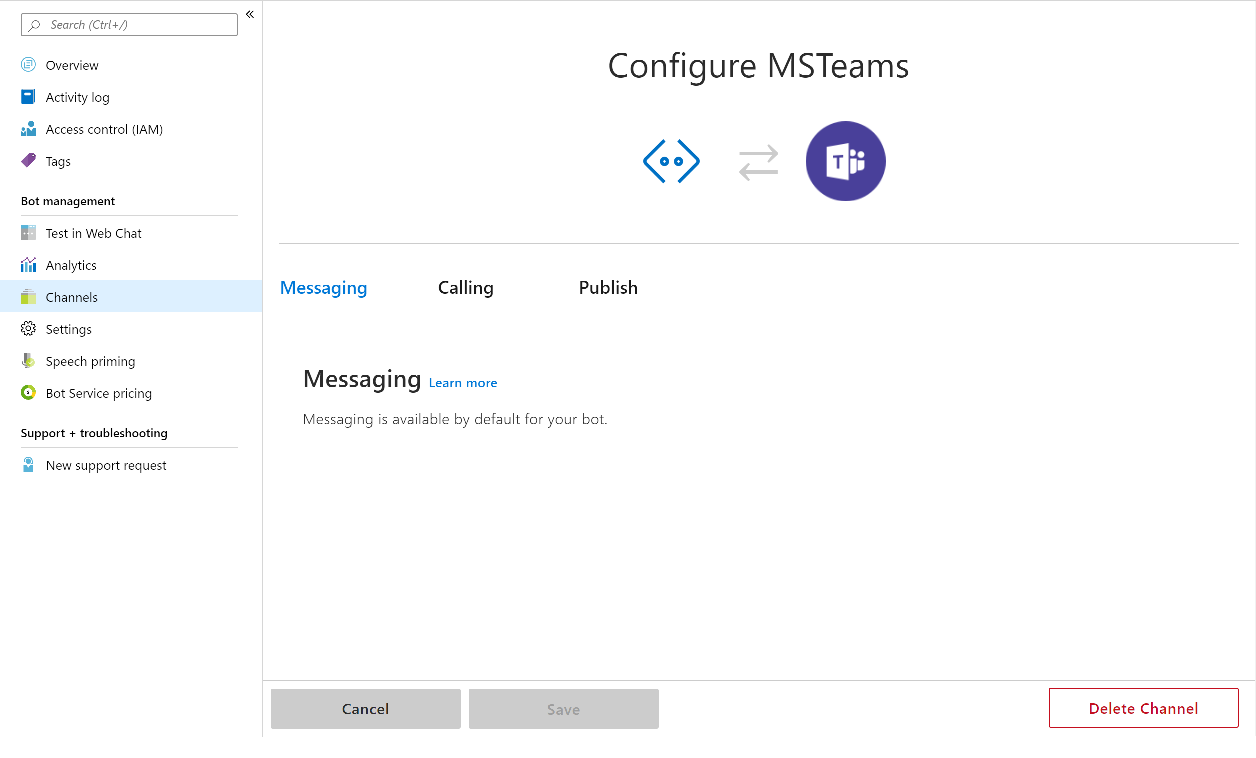 Search (Ctrl+/)
«
Overview
Activity log
Access control (IAM)
Tags
Bot management
Test in Web Chat
Analytics
Channels
Settings
Speech priming
Bot Service pricing
Support + troubleshooting
New support request
Configure MSTeams
T
Messaging Calling Publish
Messaging Learn more
Messaging is available by default for your bot.
Cancel Save Delete Channel